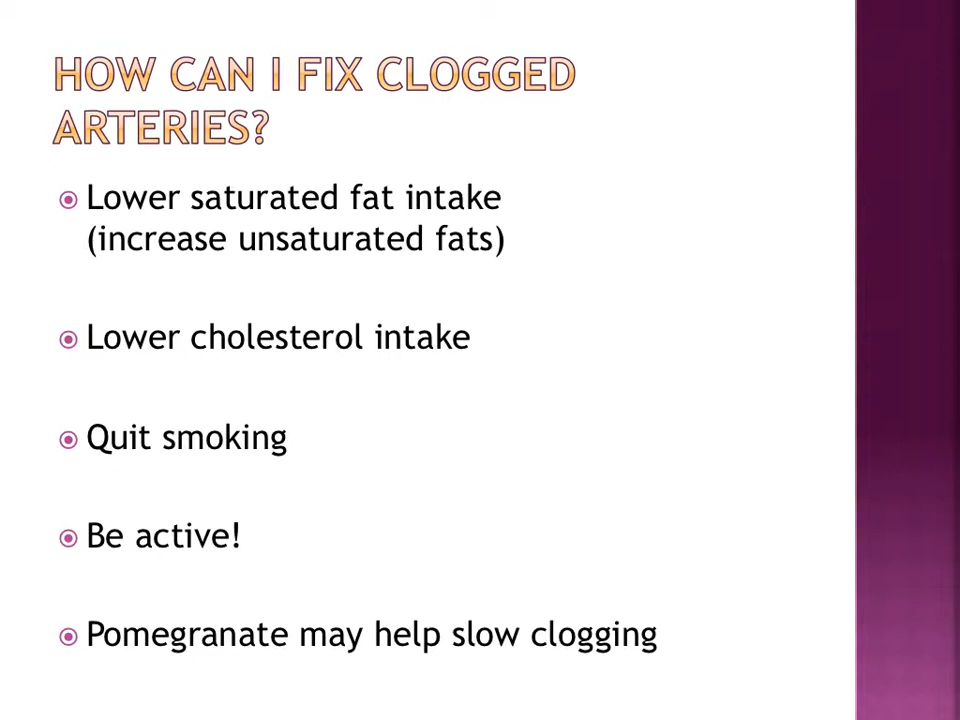 HOW CAN I FIX CLOGGED
ARTERIES?
Lower saturated fat intake
(increase unsaturated fats)
Lower cholesterol intake
Quit smoking
Be active!
Pomegranate may help slow clogging